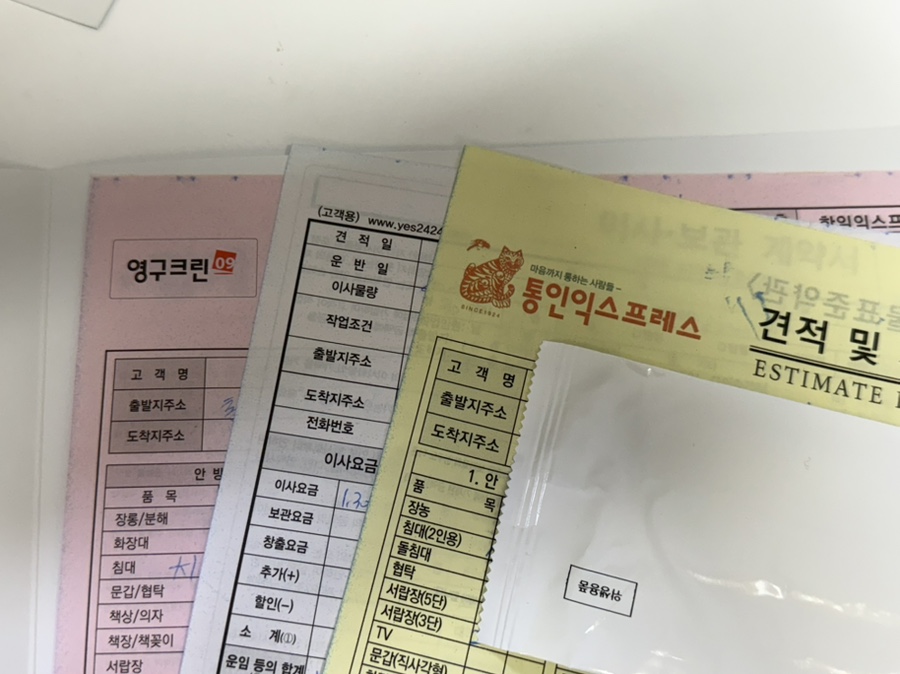 영구크린 09
고 객 명
출발지주소
도착지주소
안 방
품 목
장롱/분해
화장대
침대
문갑/협탁
책상/의자
책장/책꽂이
서랍장
(고객용) www.yes2424
견 적 일
운 반 일
이사물량
작업조건
출발지주소
도착지주소
전화번호
이사요금
이사요금
보관요금
창출요금
추가(+)
할인(–)
소 계(①)
운임 등의 합계
마음까지 통하는 사람들~
통인익스프레스
SINCE1924
견적 및
ESTIMATE
고 객 명
출발지주소
도착지주소
1. 안
품 목
장농
침대(2인용)
돌침대
협탁
서랍장(5단)
서랍장(3단)
TV
문갑(직사각형)
위생용품